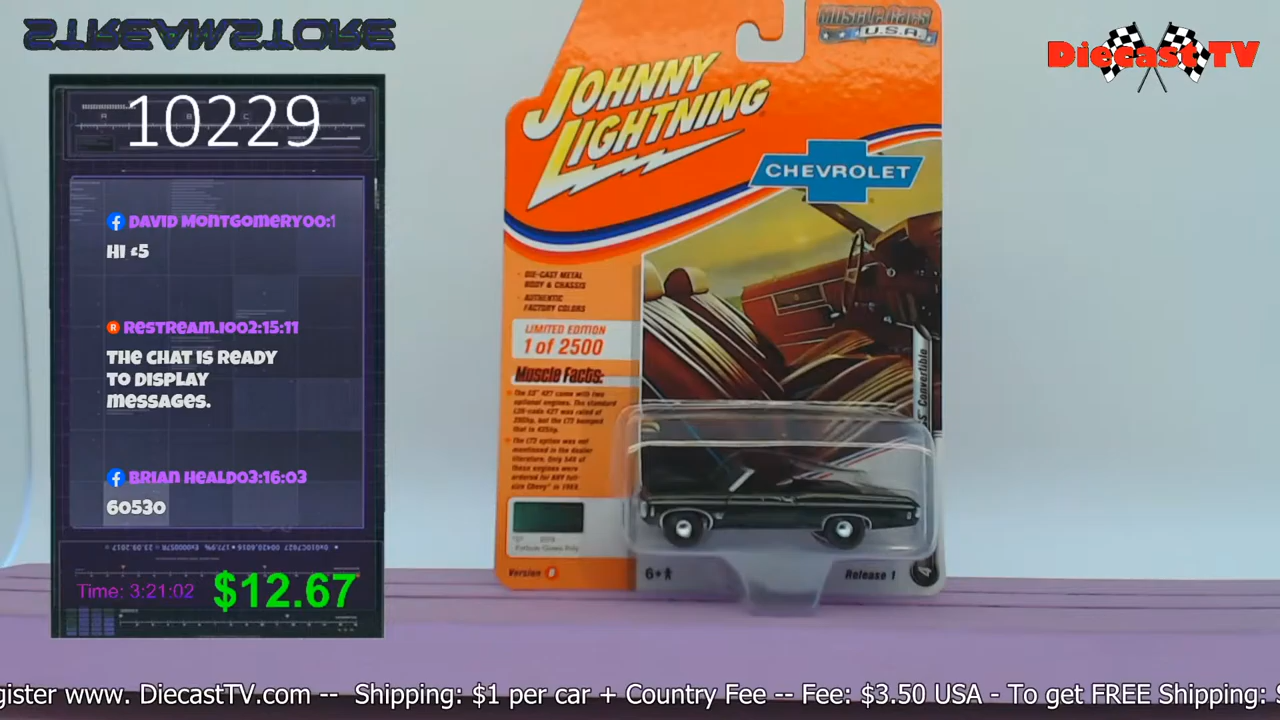 STREAMSTORE
10229
DAVID MONTGOMERY00:1
HI €5
RESTREAM.IO02:15:11
THE CHAT IS READY
TO DISPLAY
MESSAGES.
BRIAN HEALD03:16:03
60530
Time: 3:21:02
$12.67
MUSCLE CARS
U.S.A.
Diecast TV
JOHNNY
LIGHTNING
CHEVROLET
DIE-CAST METAL
BODY & CHASSIS
AUTHENTIC
FACTORY COLORS
LIMITED EDITION
1 of 2500
Muscle Facts:
Convertible
Version B
6+
Release 1
4
gister www. DiecastTV.com -- Shipping: $1 per car + Country Fee -- Fee: $3.50 USA - To get FREE Shipping: